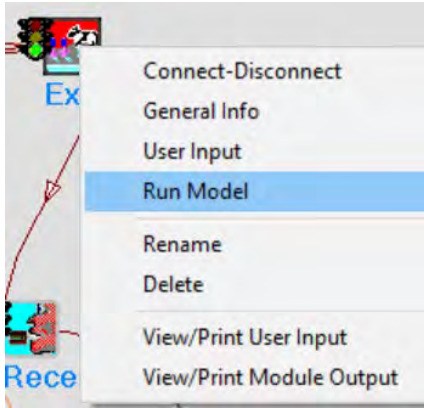 Ex
Connect-Disconnect
General Info
User Input
Run Model
Rename
Delete
View/Print User Input
View/Print Module Output
Rece